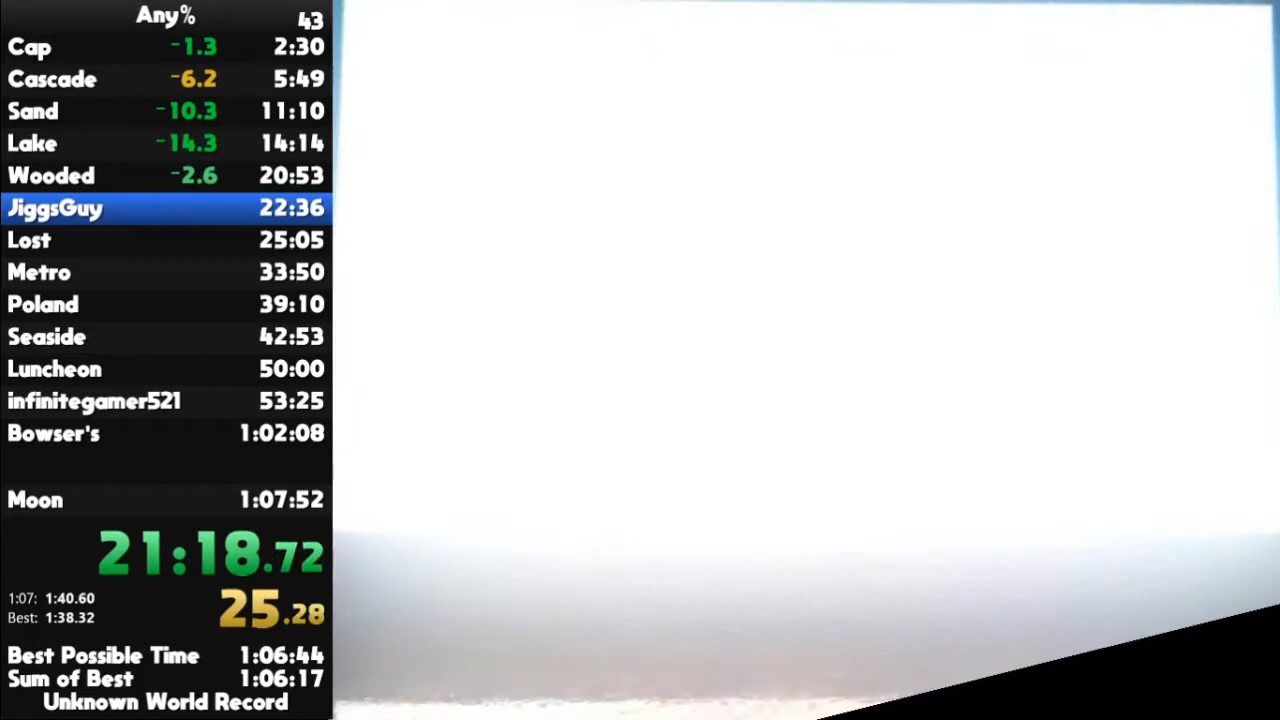 Any%
43
Cap -1.3 2:30
Cascade -6.2 5:49
Sand -10.3 11:10
Lake -14.3 14:14
Wooded -2.6 20:53
JiggsGuy 22:36
Lost 25:05
Metro 33:50
Poland 39:10
Seaside 42:53
Luncheon 50:00
infinitegamer521 53:25
Bowser's 1:02:08
Moon 1:07:52
21:18.72
1:07: 1:40.60
Best: 1:38.32
25.28
Best Possible Time 1:06:44
Sum of Best 1:06:17
Unknown World Record